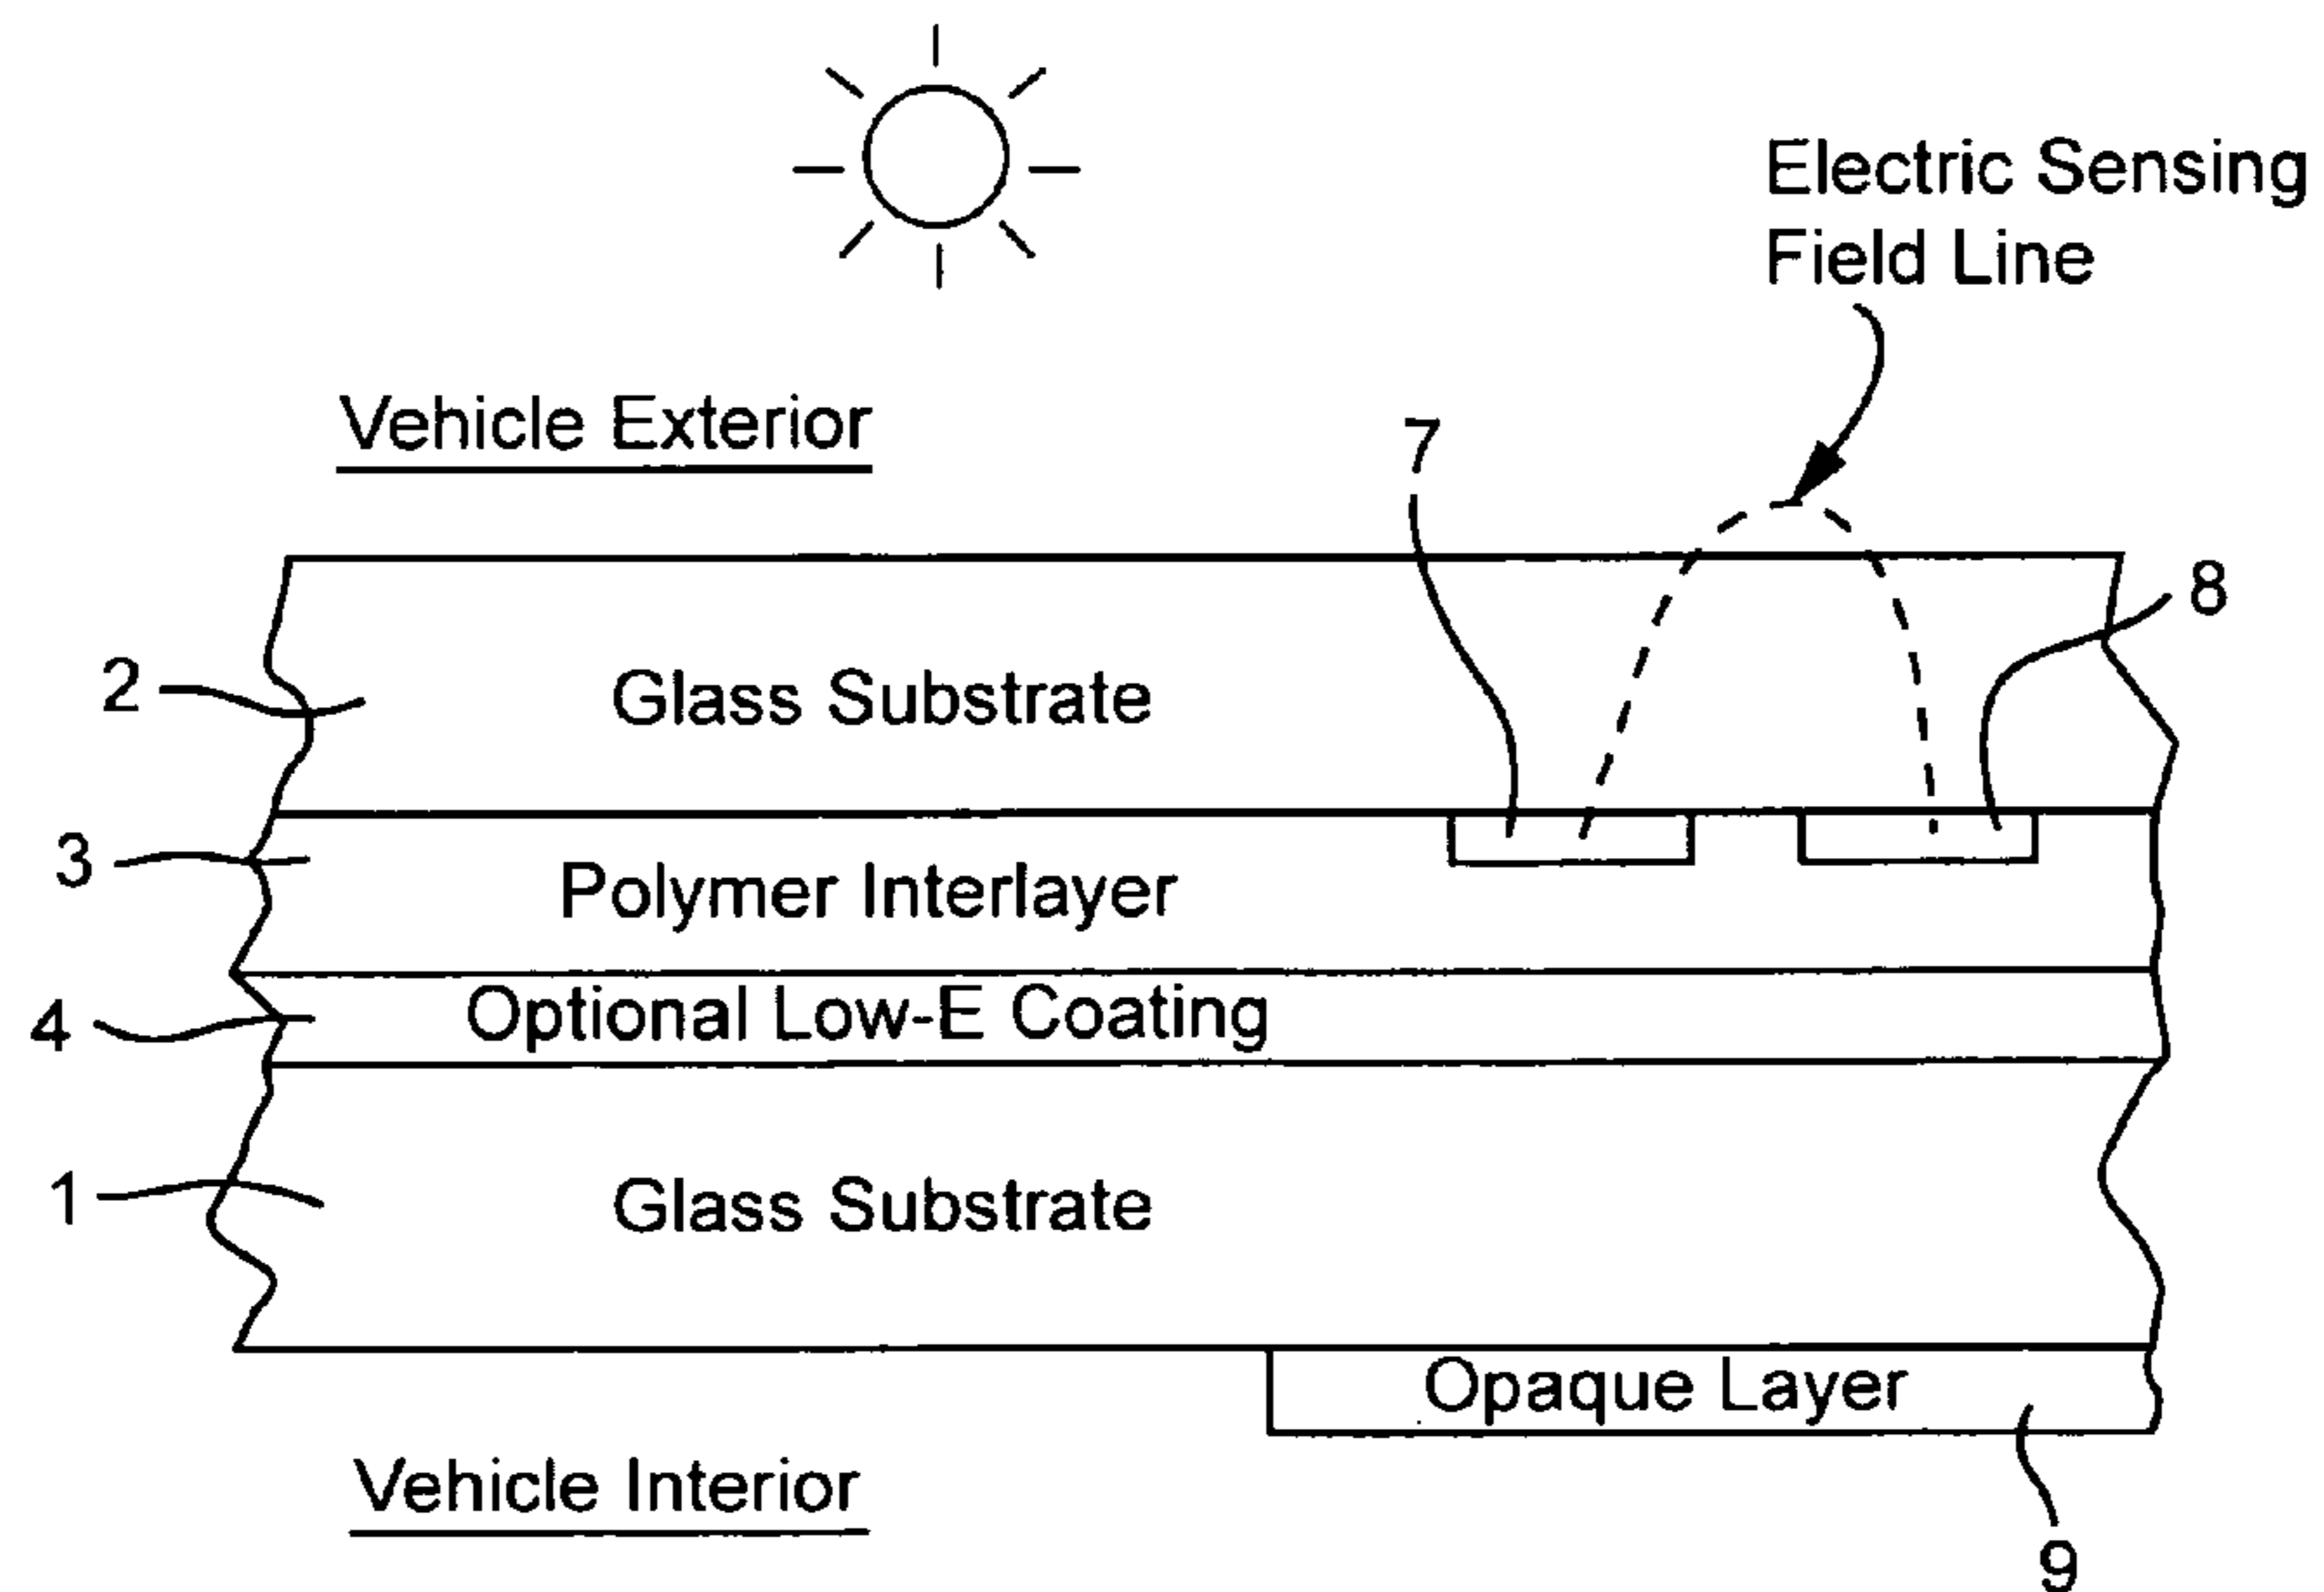 Electric Sensing
Field Line
Vehicle Exterior
7
8
2
Glass Substrate
3
Polymer Interlayer
4
Optional Low-E Coating
1
Glass Substrate
Opaque Layer
Vehicle Interior
9